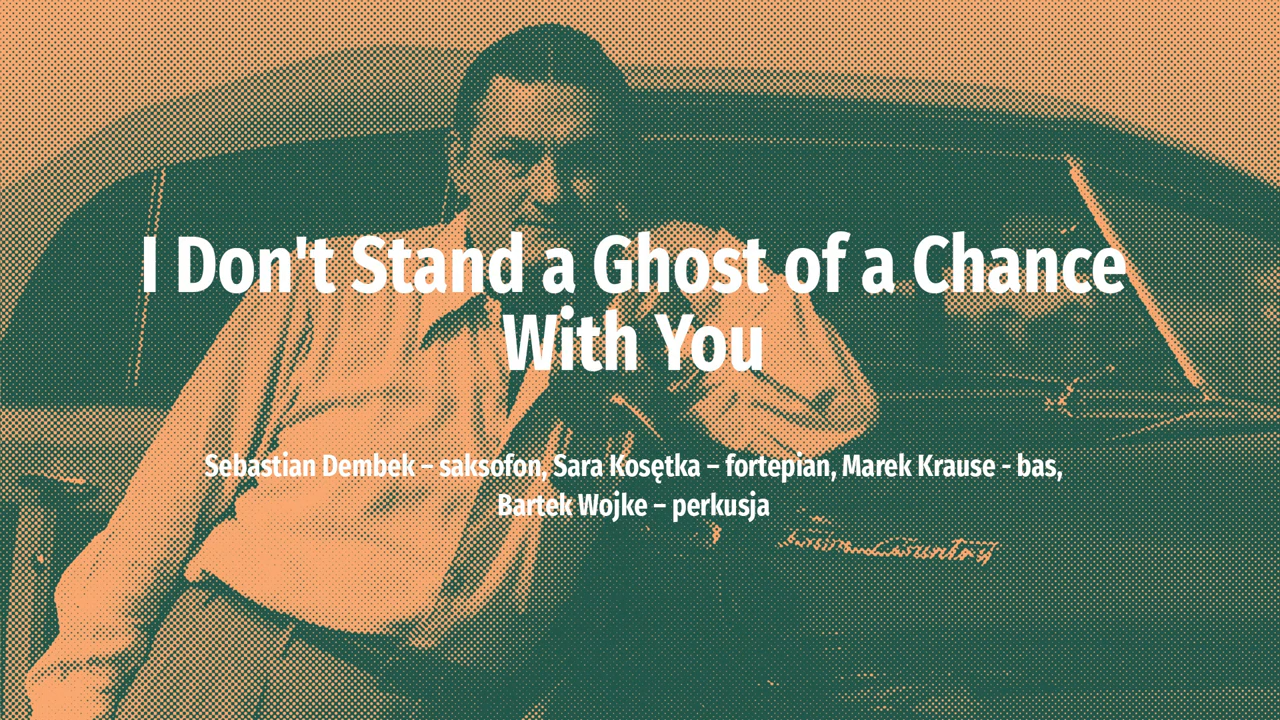 I Don't Stand a Ghost of a Chance
With You
Sebastian Dembek – saksofon, Sara Kosętka – fortepian, Marek Krause - bas,
Bartek Wojke – perkusja